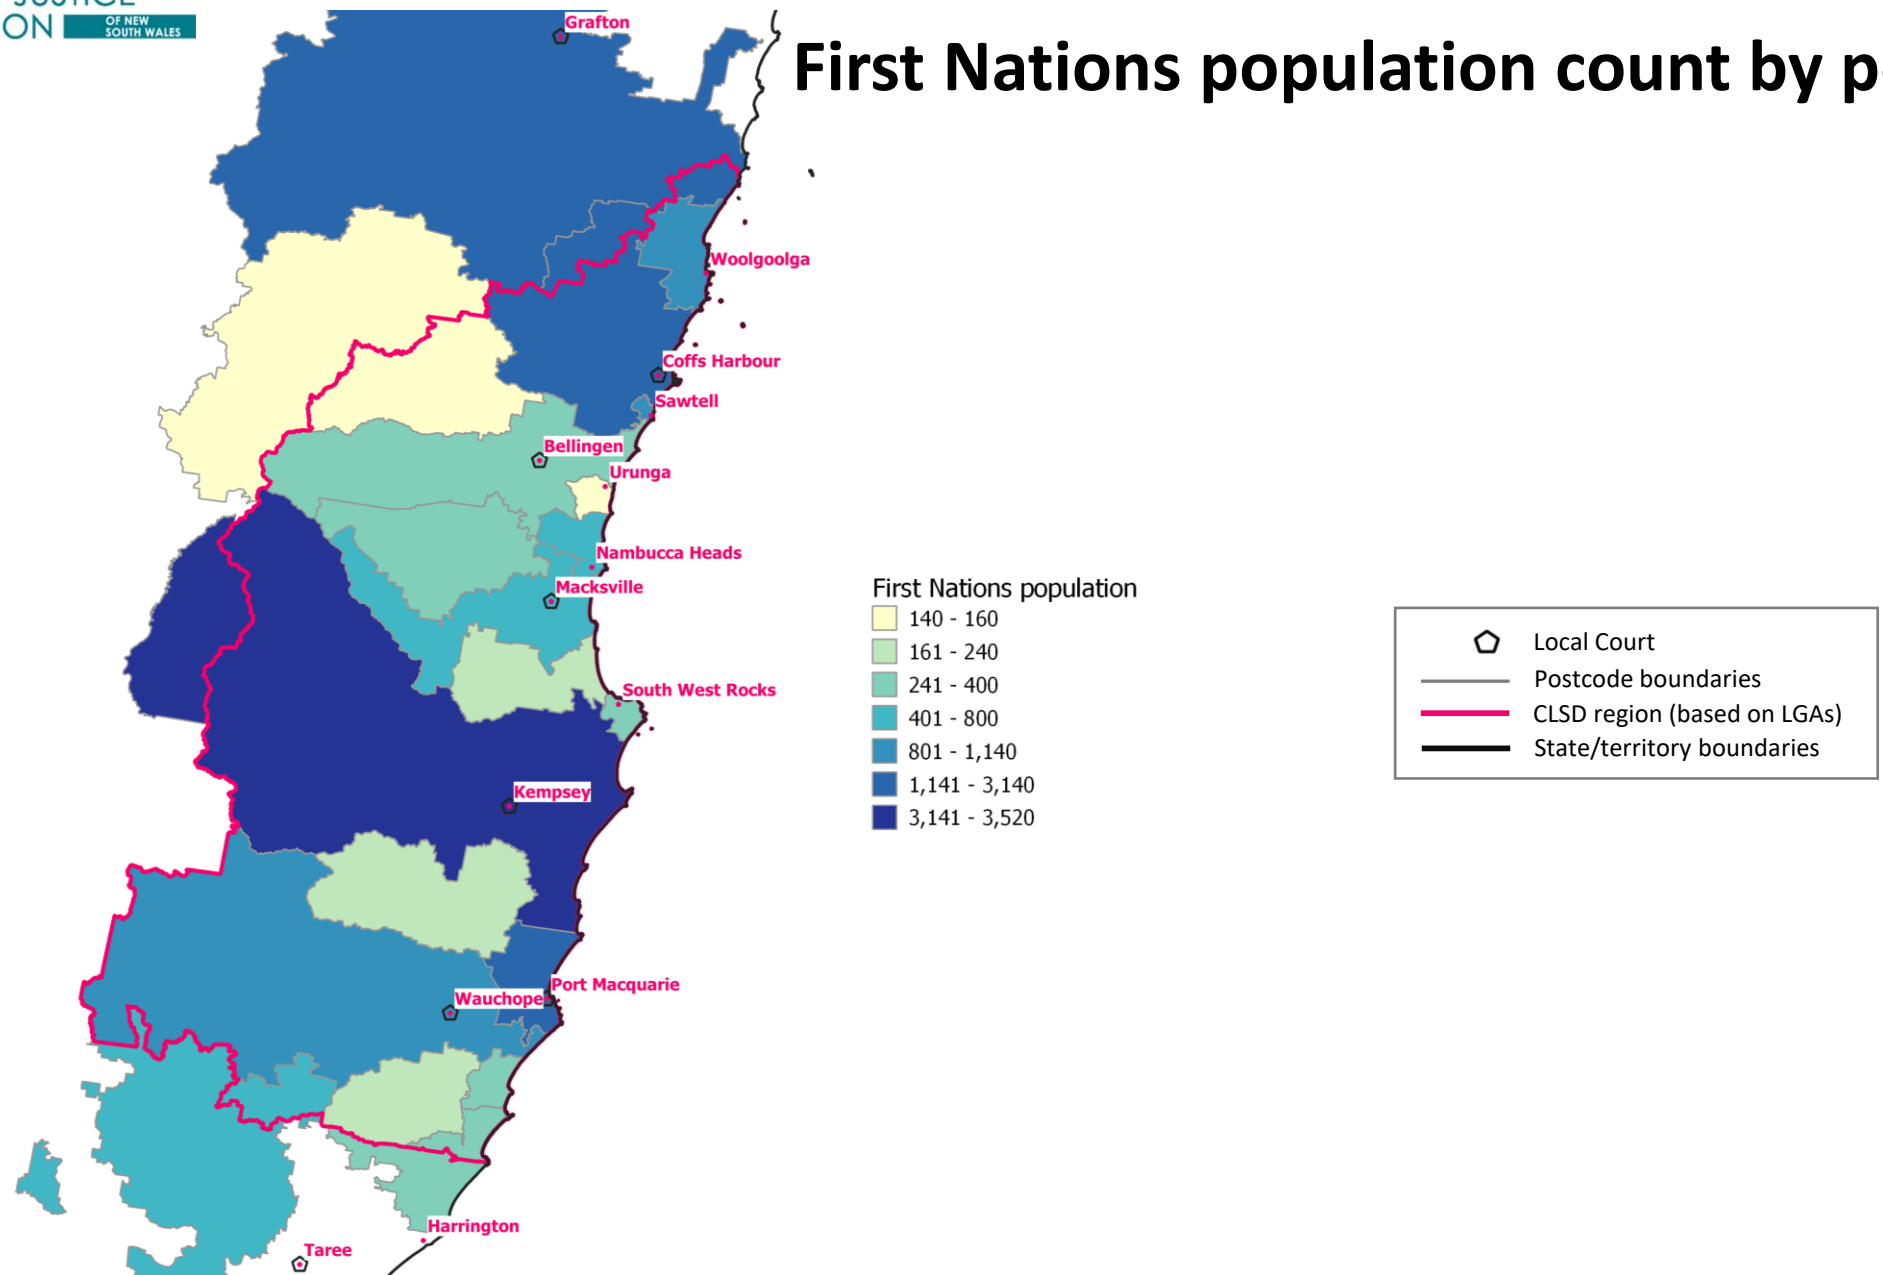 ON
OF NEW
SOUTH WALES
First Nations population count by
Grafton
Woolgoolga
Coffs Harbour
Sawtell
Bellingen
Urunga
Nambucca Heads
Macksville
South West Rocks
Kempsey
Port Macquarie
Wauchope
Harrington
Taree
First Nations population
140 - 160
161 - 240
241 - 400
401 - 800
801 - 1,140
1,141 - 3,140
3,141 - 3,520
Local Court
Postcode boundaries
CLSD region (based on LGAs)
State/territory boundaries